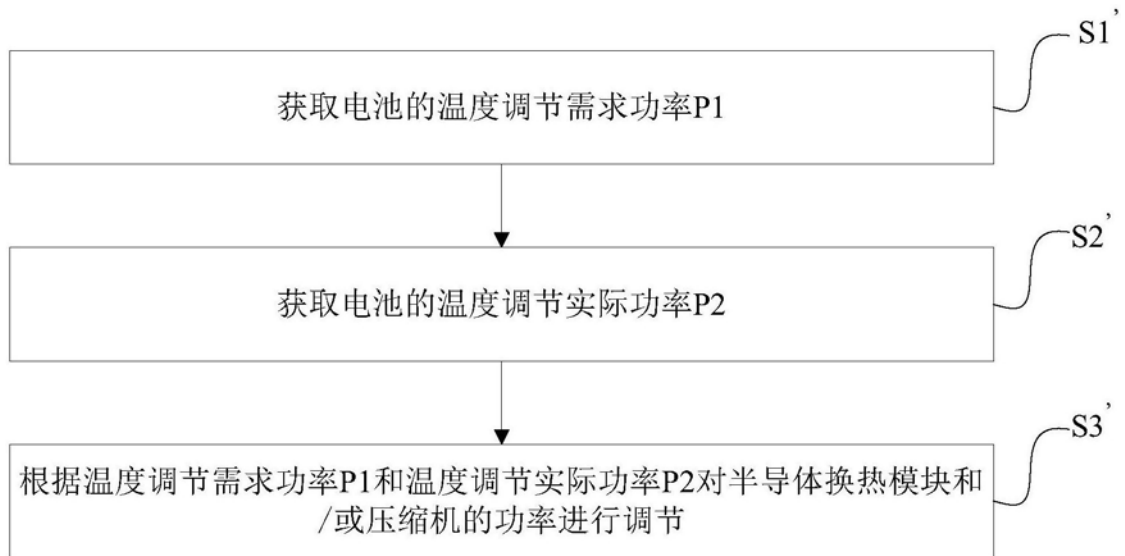 S1’
获取电池的温度调节需求功率P1
S2’
获取电池的温度调节实际功率P2
S3’
根据温度调节需求功率P1和温度调节实际功率P2对半导体换热模块和
/或压缩机的功率进行调节